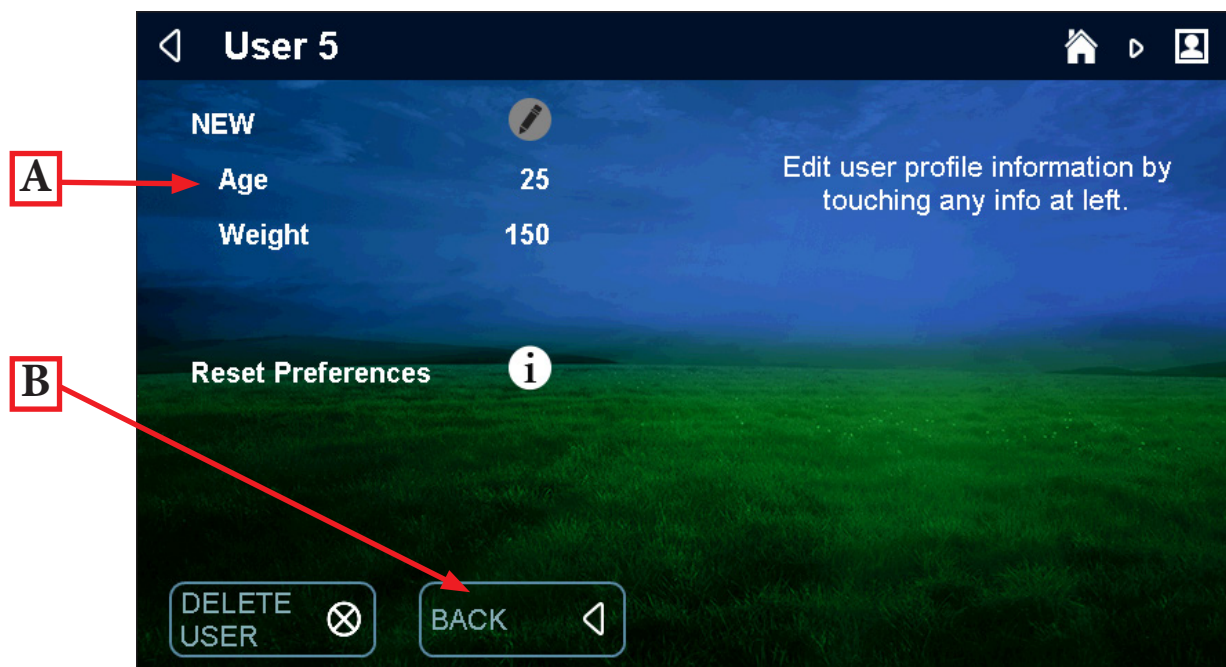 User 5
NEW
A
Age 25
Weight 150
Edit user profile information by
touching any info at left.
B
Reset Preferences i
DELETE
USER
BACK